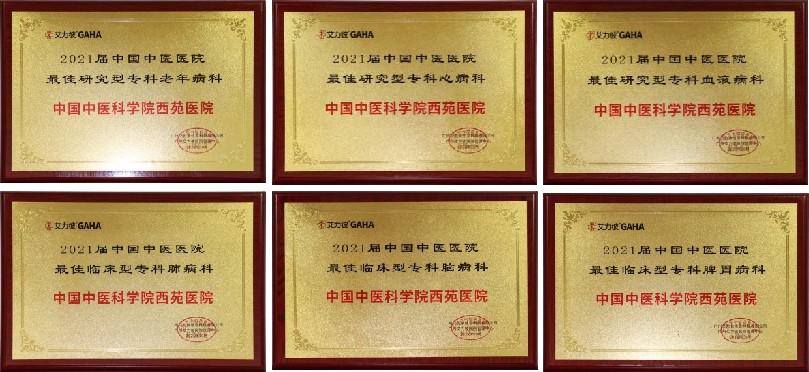 艾力彼GAHA
2021届中国中医医院
最佳研究型专科老年病科
中国中医科学院西苑医院
艾力彼GAHA
2021届中国中医医院
最佳研究型专科心病科
中国中医科学院西苑医院
艾力彼GAHA
2021届中国中医医院
最佳研究型专科血液病科
中国中医科学院西苑医院
艾力彼GAHA
2021届中国中医医院
最佳临床型专科肺病科
中国中医科学院西苑医院
艾力彼GAHA
2021届中国中医医院
最佳临床型专科脑病科
中国中医科学院西苑医院
艾力彼GAHA
2021届中国中医医院
最佳临床型专科脾胃病科
中国中医科学院西苑医院